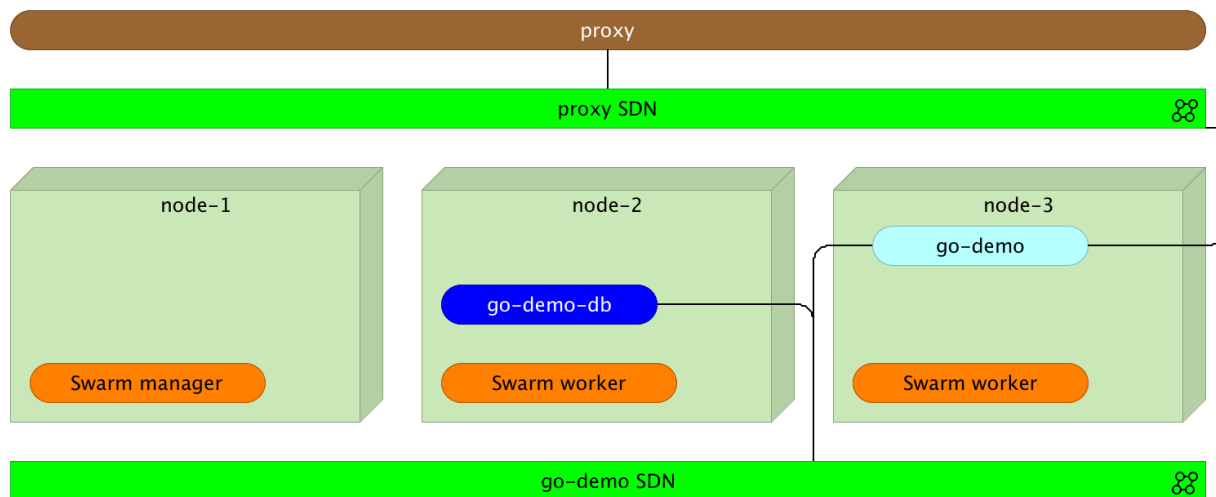 proxy
proxy SDN
node-1
node-2
node-3
go-demo
go-demo-db
Swarm manager
Swarm worker
Swarm worker
go-demo SDN